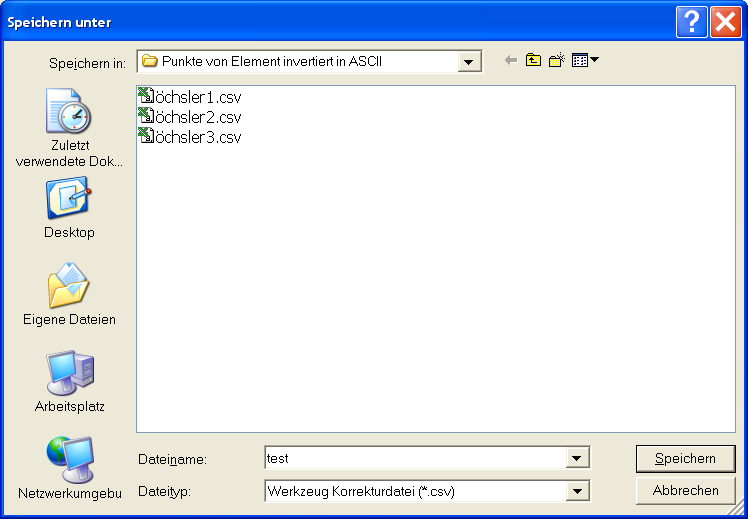 Speichern unter
Speichern in:
Punkte von Element invertiert in ASCII
öchsler1.csv
öchsler2.csv
öchsler3.csv
Zuletzt
verwendete Dok...
Desktop
Eigene Dateien
Arbeitsplatz
Netzwerkumgebu
Dateiname:
test
Speichern
Dateityp:
Werkzeug Korrekturdatei (*.csv)
Abbrechen